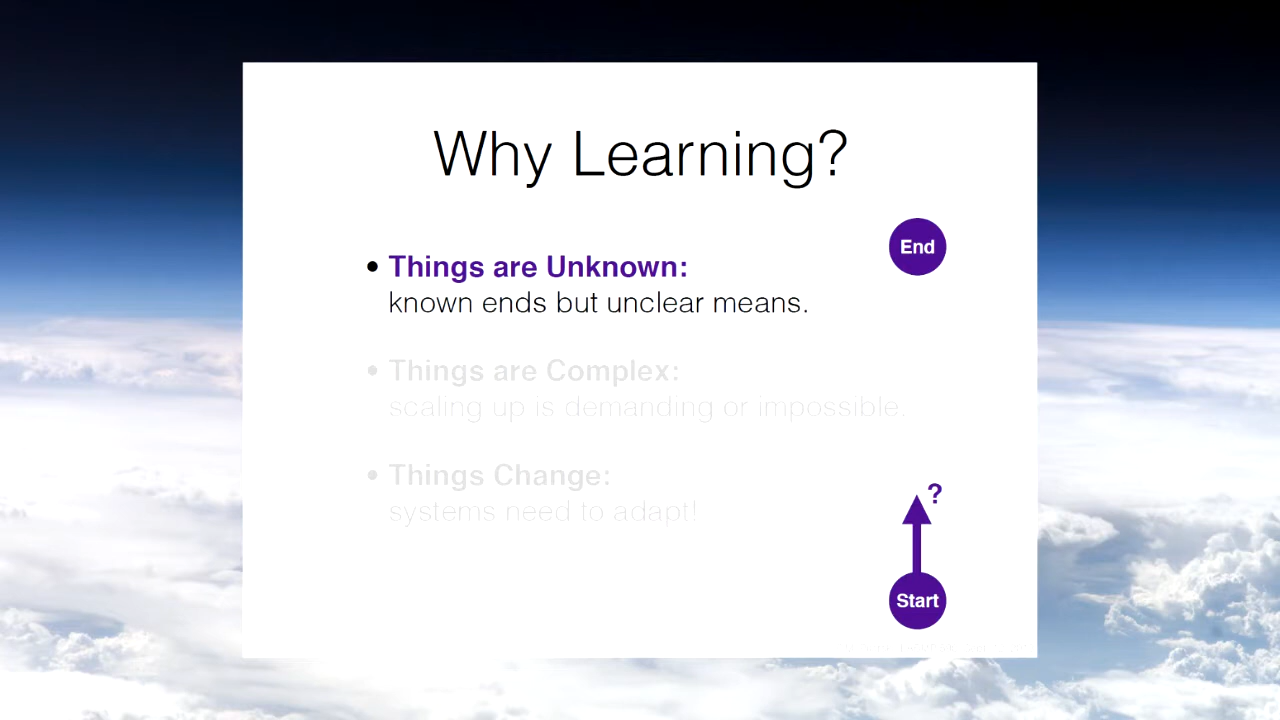 Why Learning?
End
• Things are Unknown:
known ends but unclear means.
• Things are Complex:
scaling up is demanding or impossible.
• Things Change:
systems need to adapt!
?
Start